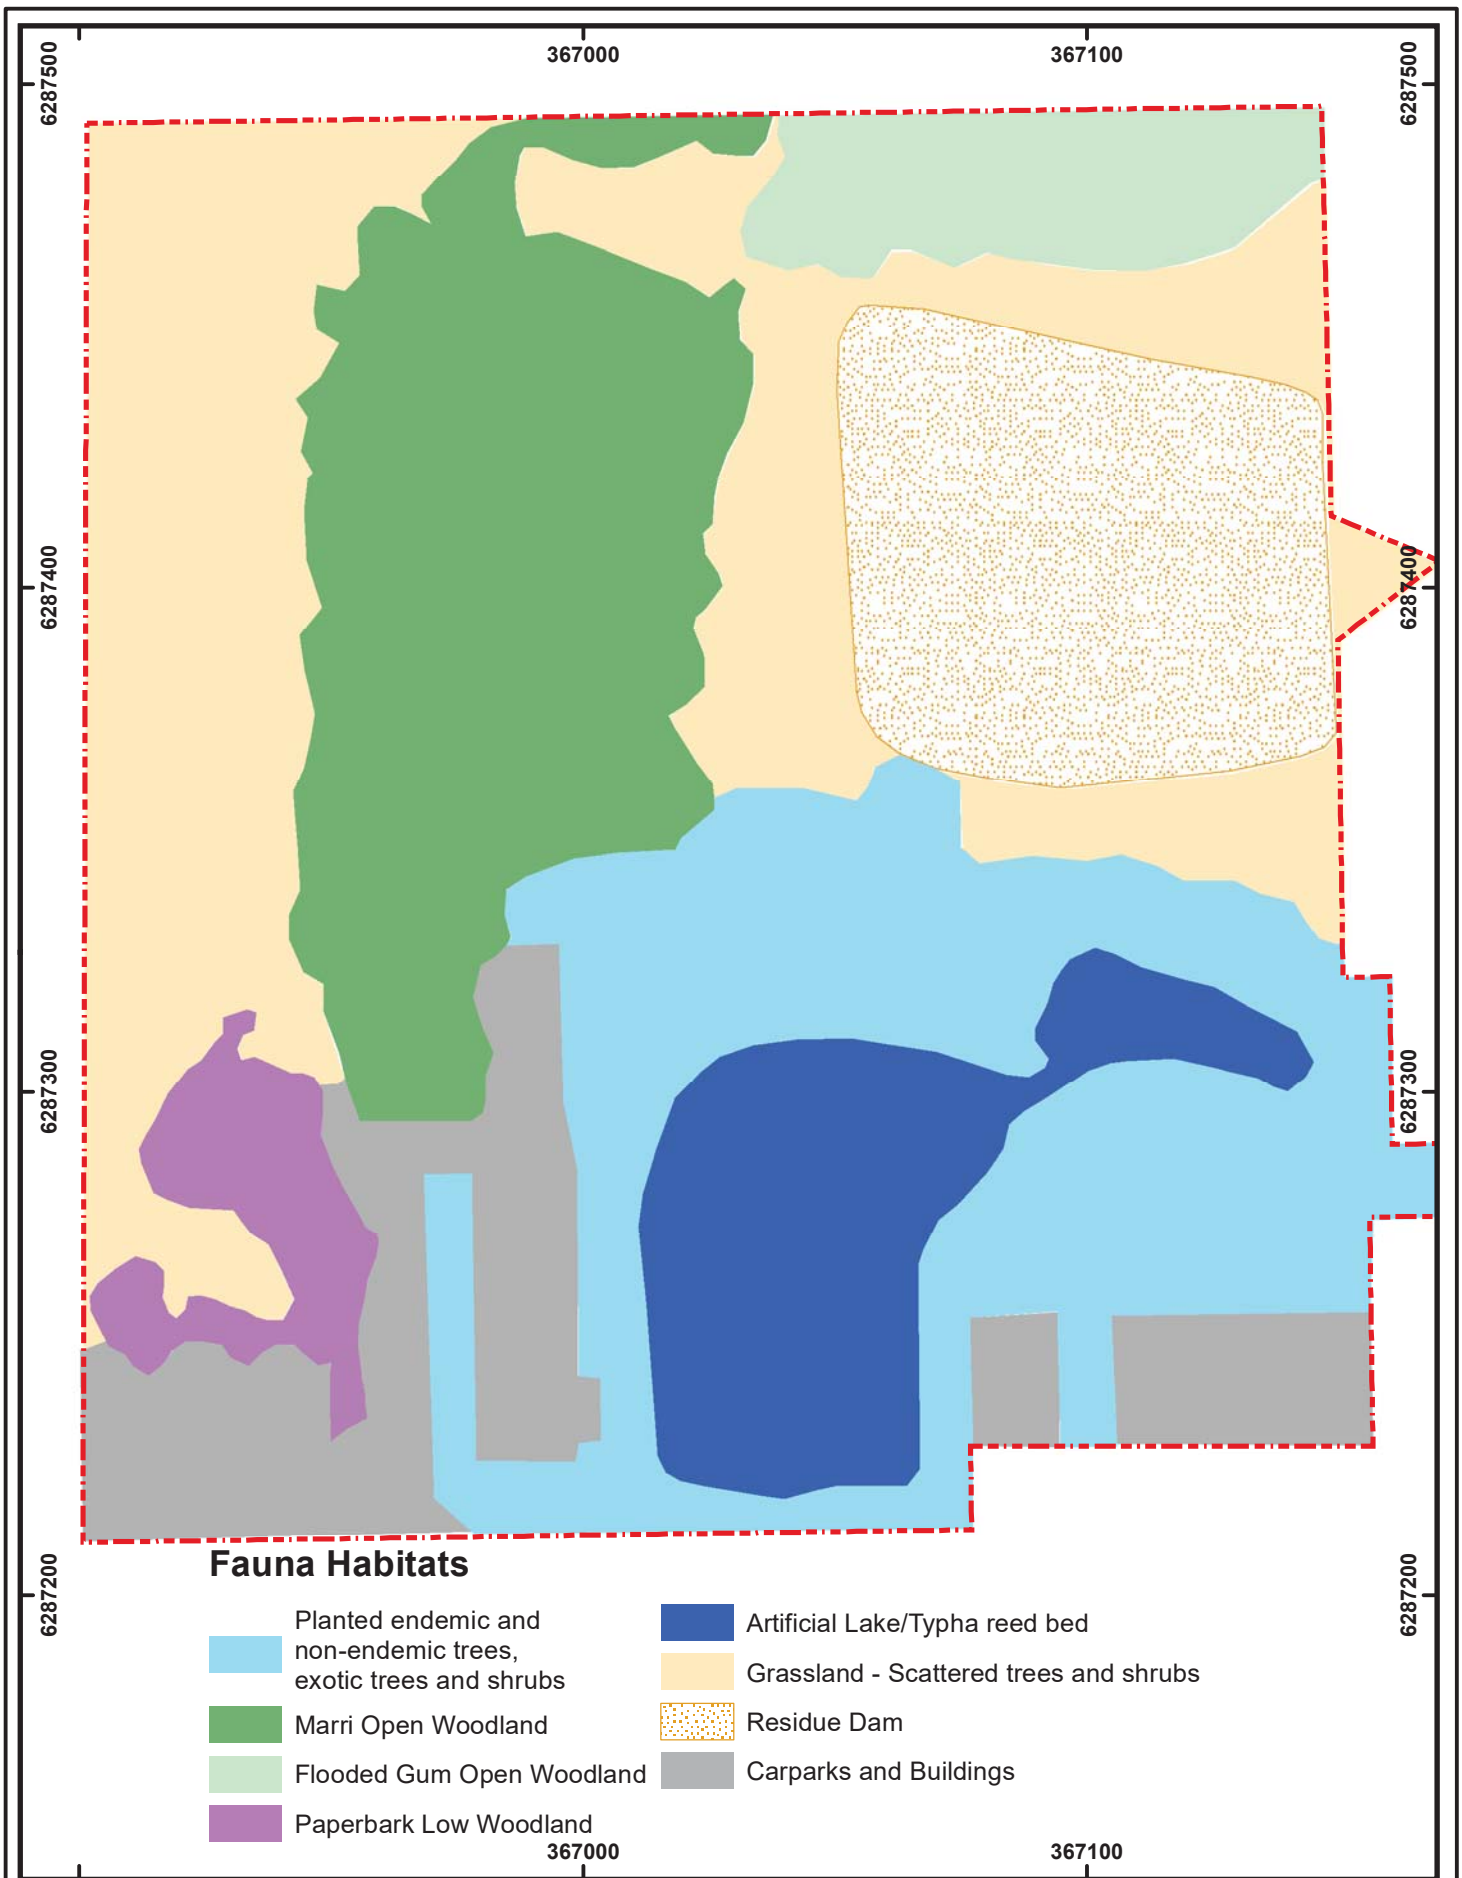 367000
367100
6287500
6287500
6287400
6287400
6287300
6287300
6287200
6287200
Fauna Habitats
Planted endemic and
non-endemic trees,
exotic trees and shrubs
Marri Open Woodland
Flooded Gum Open Woodland
Paperbark Low Woodland
Artificial Lake/Typha reed bed
Grassland - Scattered trees and shrubs
Residue Dam
Carparks and Buildings
367000
367100